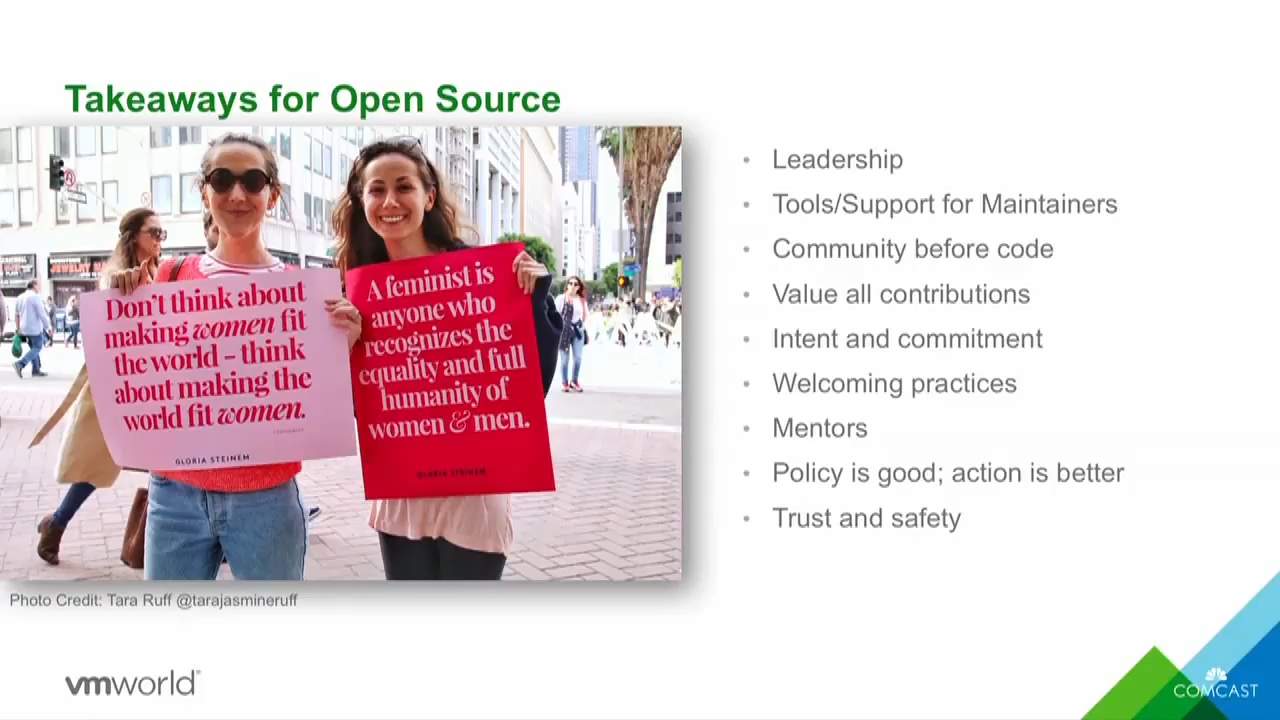 Takeaways for Open Source
Don't think about
making women fit
the world – think
about making the
world fit women.
GLORIA STEINEM
A feminist is
anyone who
recognizes the
equality and full
humanity of
women & men.
GLORIA STEINEM
• Leadership
• Tools/Support for Maintainers
• Community before code
• Value all contributions
• Intent and commitment
• Welcoming practices
• Mentors
• Policy is good; action is better
• Trust and safety
Photo Credit: Tara Ruff @tarajasmineruff
vmworld®
COMCAST